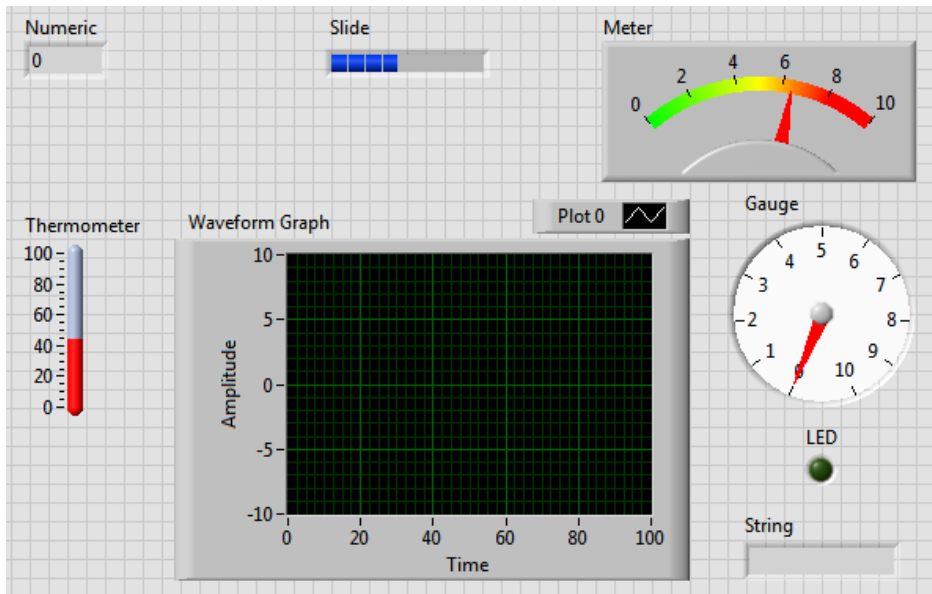 Numeric
0
Slide
Meter
0 2 4 6 8 10
Thermometer
100
80
60
40
20
0
Waveform Graph
Plot 0
10
5
0
-5
-10
Amplitude
0 20 40 60 80 100
Time
Gauge
0 1 2 3 4 5 6 7 8 9 10
LED
String